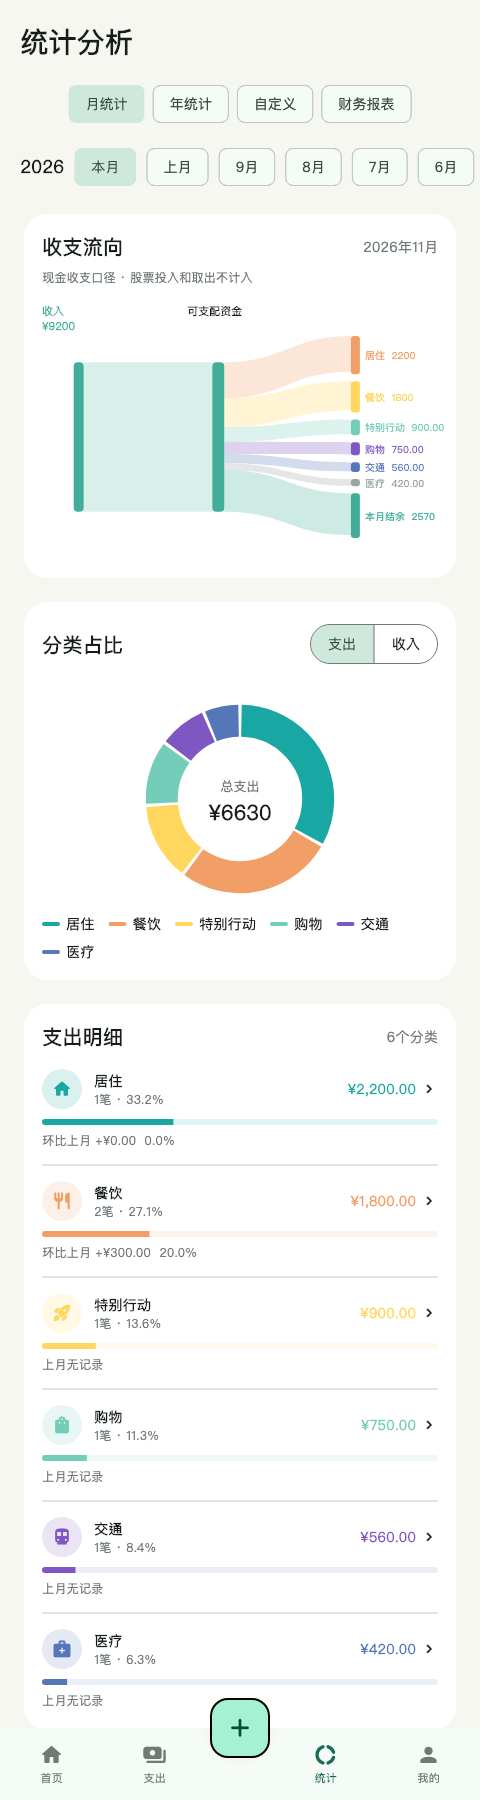 统计分析
月统计 年统计 自定义 财务报表
2026 本月 上月 9月 8月 7月 6月
收支流向 2026年11月
现金收支口径 · 股票投入和取出不计入
收入 可支配资金
¥9200
居住 2200
餐饮 1800
特别行动 900.00
购物 750.00
交通 560.00
医疗 420.00
本月结余 2570
分类占比 支出 收入
总支出
¥6630
居住 餐饮 特别行动 购物 交通
医疗
支出明细 6个分类
居住 ¥2,200.00
1笔 · 33.2%
环比上月 +¥0.00 0.0%
餐饮 ¥1,800.00
2笔 · 27.1%
环比上月 +¥300.00 20.0%
特别行动 ¥900.00
1笔 · 13.6%
上月无记录
购物 ¥750.00
1笔 · 11.3%
上月无记录
交通 ¥560.00
1笔 · 8.4%
上月无记录
医疗 ¥420.00
1笔 · 6.3%
上月无记录
首页 支出 统计 我的